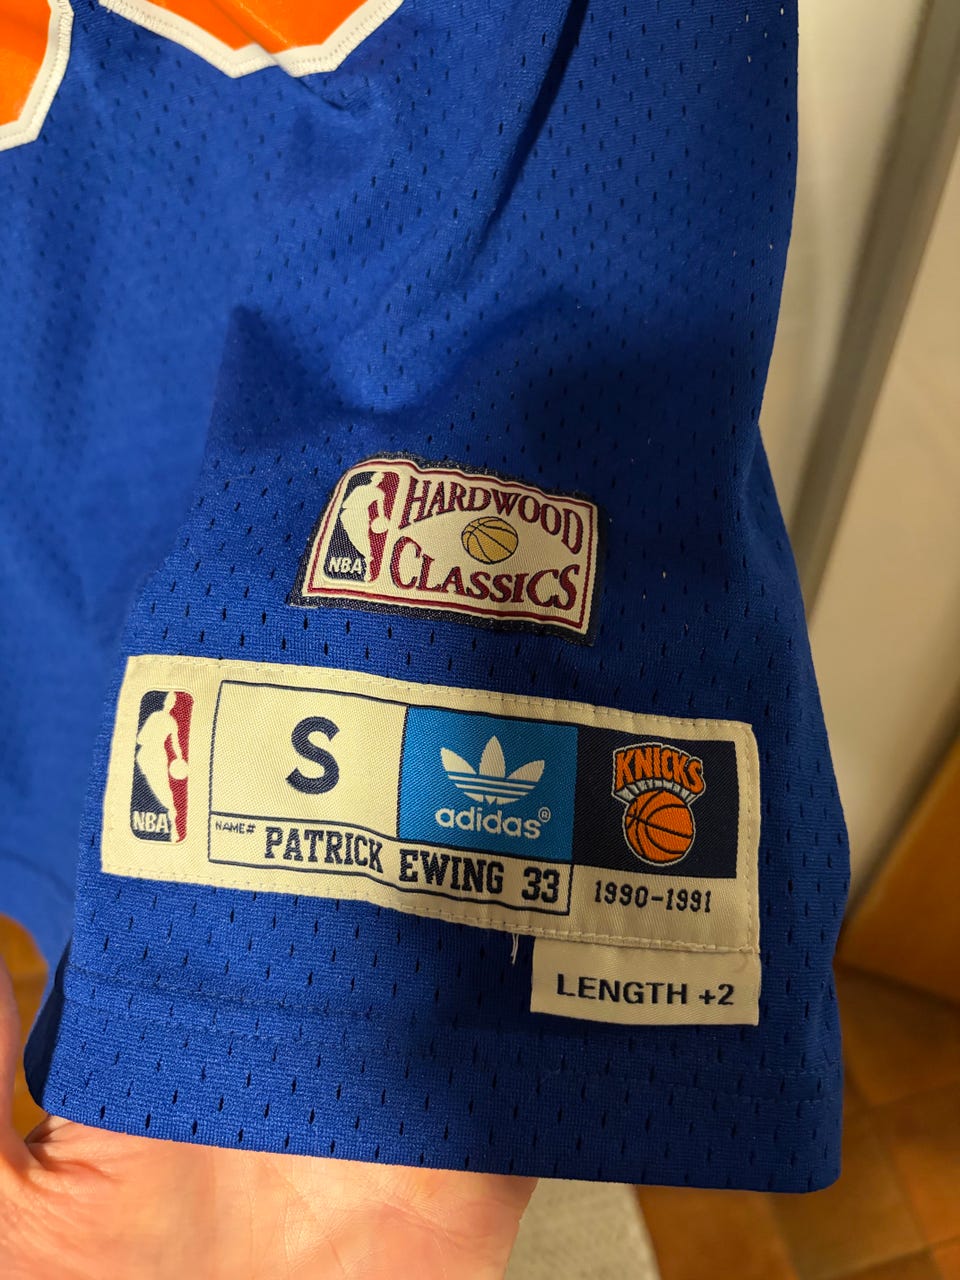 HARDWOOD
CLASSICS
NBA
NBA
S
adidas®
KNICKS
NAME# PATRICK EWING 33
1990-1991
LENGTH +2